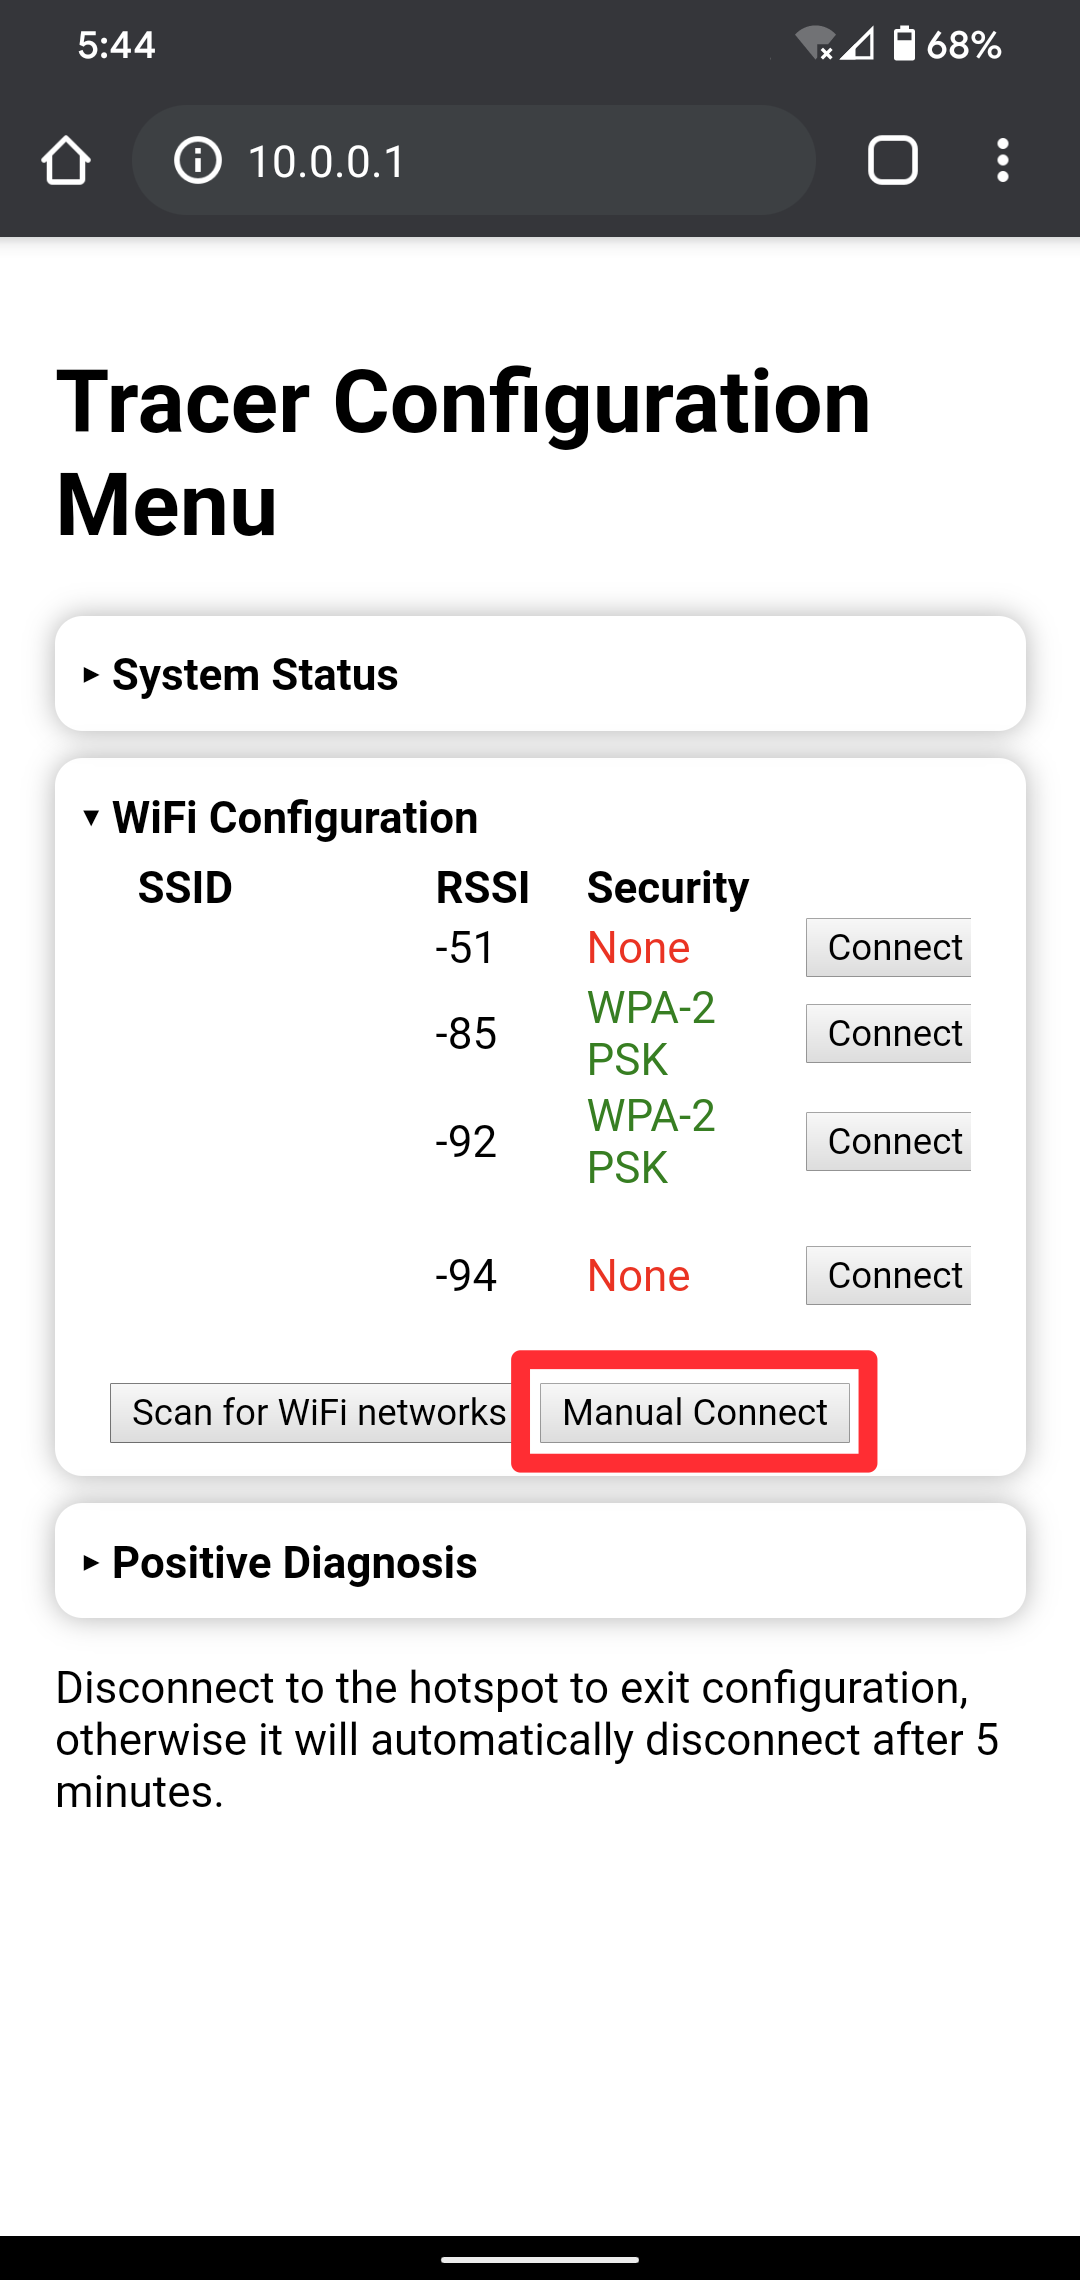 5:44 68%
10.0.0.1
Tracer Configuration
Menu
▸ System Status
▾ WiFi Configuration
SSID RSSI Security
-51 None Connect
-85 WPA-2 PSK Connect
-92 WPA-2 PSK Connect
-94 None Connect
Scan for WiFi networks Manual Connect
▸ Positive Diagnosis
Disconnect to the hotspot to exit configuration,
otherwise it will automatically disconnect after 5
minutes.